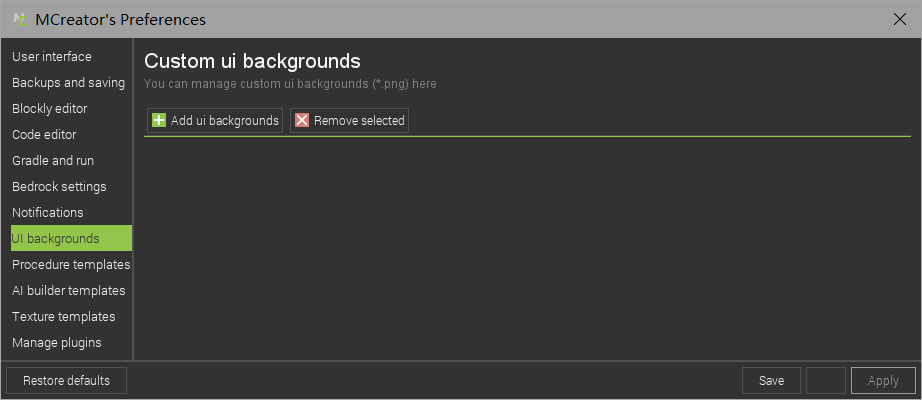 MCreator's Preferences
User interface
Backups and saving
Blockly editor
Code editor
Gradle and run
Bedrock settings
Notifications
UI backgrounds
Procedure templates
AI builder templates
Texture templates
Manage plugins
Custom ui backgrounds
You can manage custom ui backgrounds (*.png) here
Add ui backgrounds Remove selected
Restore defaults Save Apply